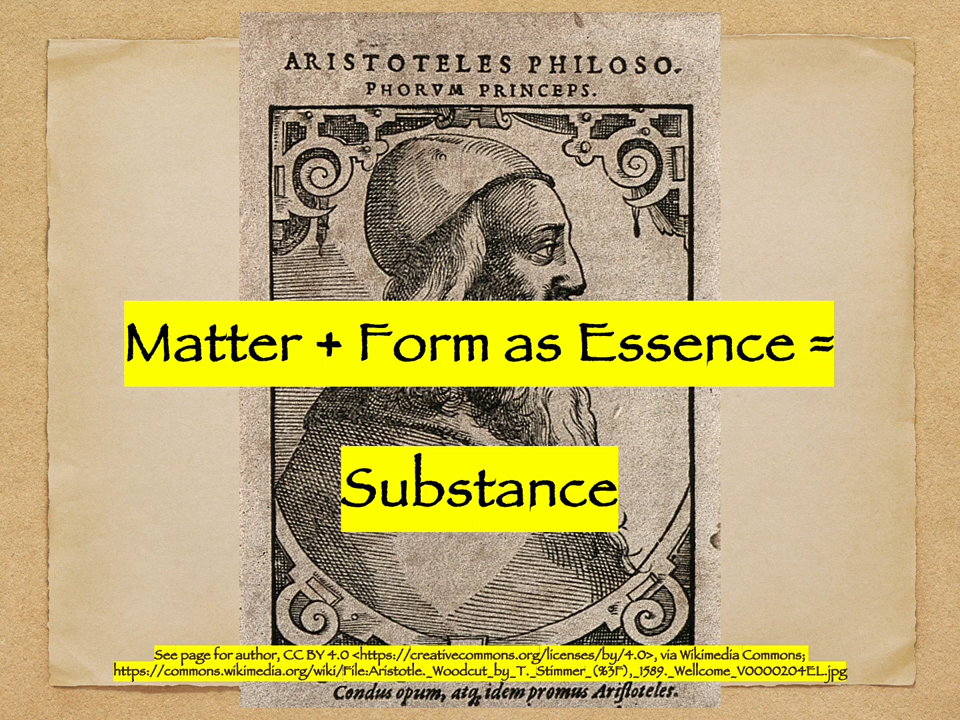 ARISTOTELES PHILOSO.
PHORVM PRINCEPS.
Matter + Form as Essence =
Substance
See page for author, CC BY 4.0 <https://creativecommons.org/licenses/by/4.0>, via Wikimedia Commons;
https://commons.wikimedia.org/wiki/File:Aristotle._Woodcut_by_T._Stimmer_(%3F),_1589._Wellcome_V0000204EL.jpg
Condus opum, atq, idem promus Ariſtoteles.